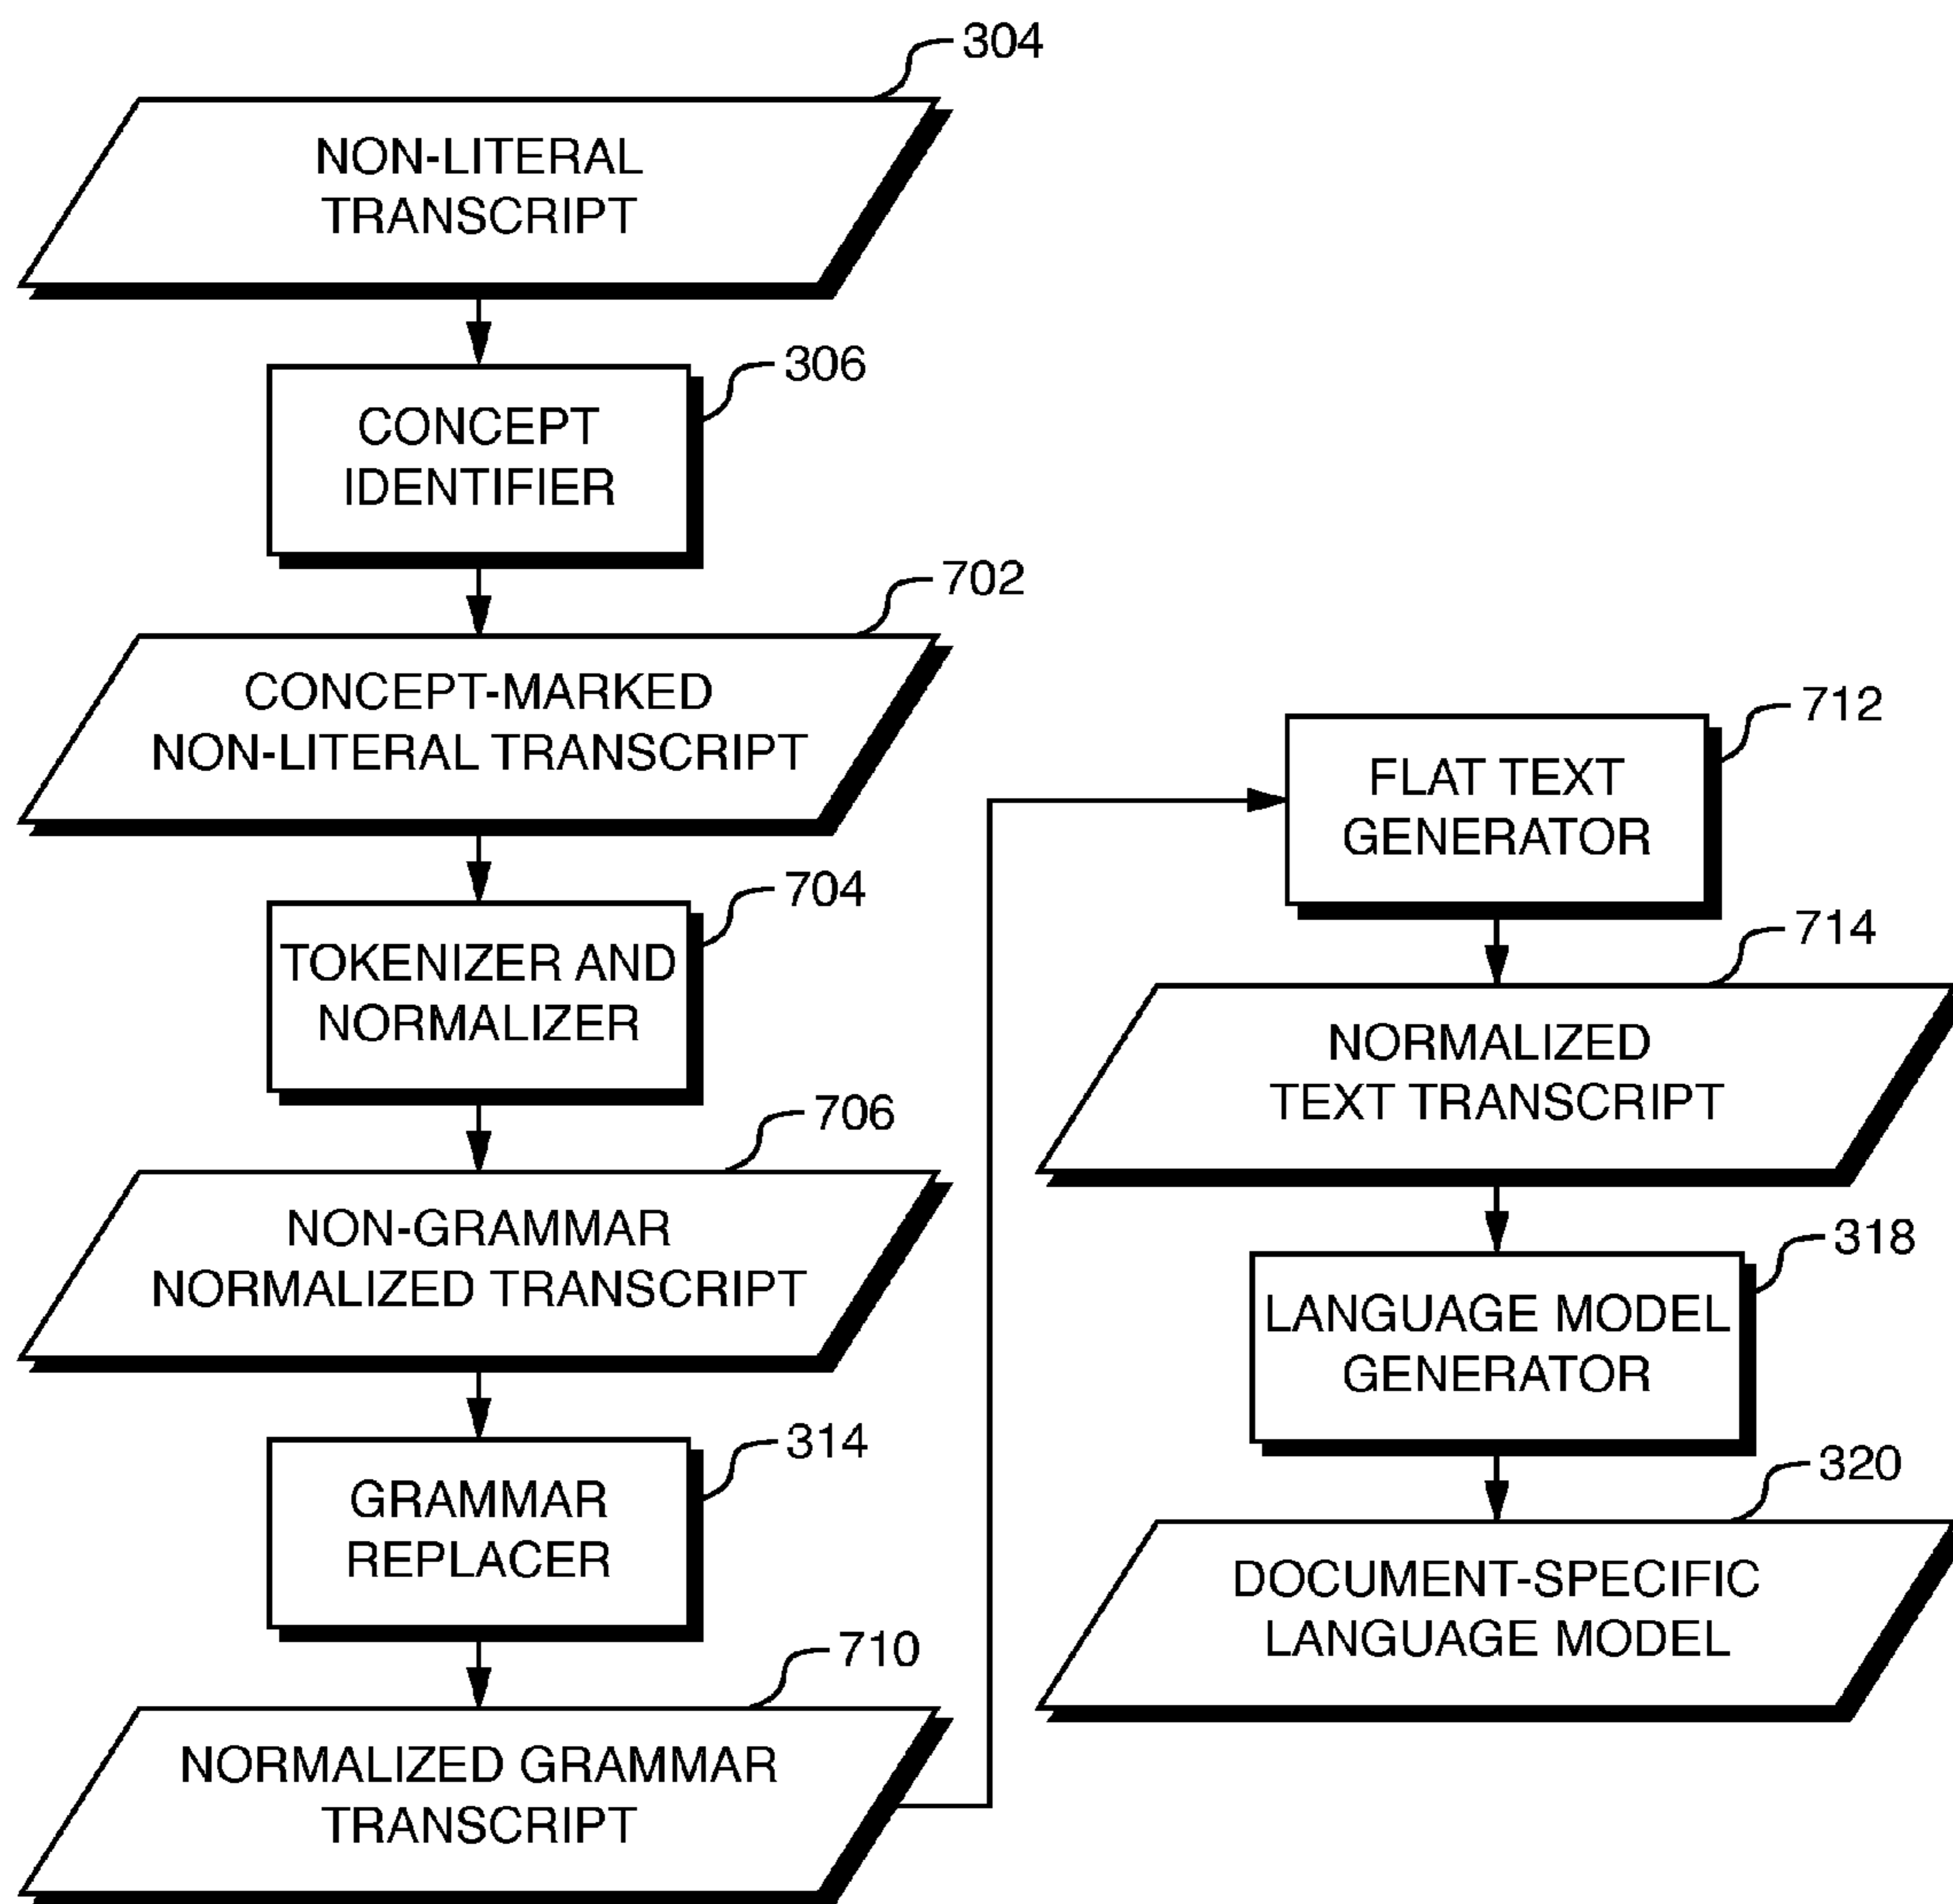 304
NON-LITERAL
TRANSCRIPT
306
CONCEPT
IDENTIFIER
702
CONCEPT-MARKED
NON-LITERAL TRANSCRIPT
704
TOKENIZER AND
NORMALIZER
706
NON-GRAMMAR
NORMALIZED TRANSCRIPT
314
GRAMMAR
REPLACER
710
NORMALIZED GRAMMAR
TRANSCRIPT
712
FLAT TEXT
GENERATOR
714
NORMALIZED
TEXT TRANSCRIPT
318
LANGUAGE MODEL
GENERATOR
320
DOCUMENT-SPECIFIC
LANGUAGE MODEL